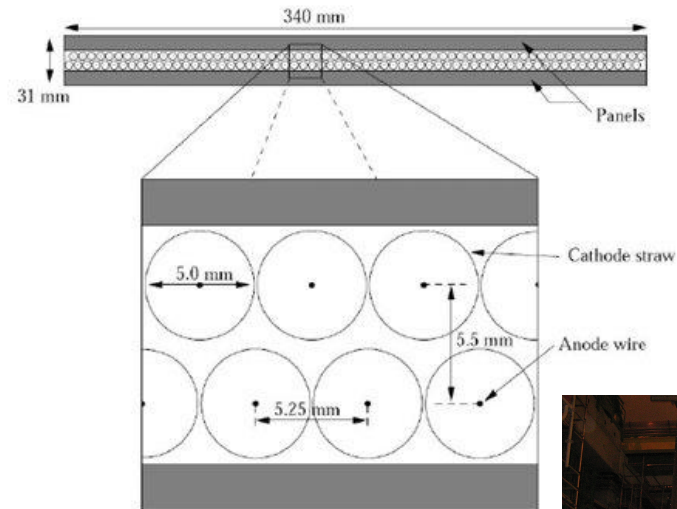 340 mm
31 mm
Panels
Cathode straw
5.0 mm
5.5 mm
Anode wire
5.25 mm